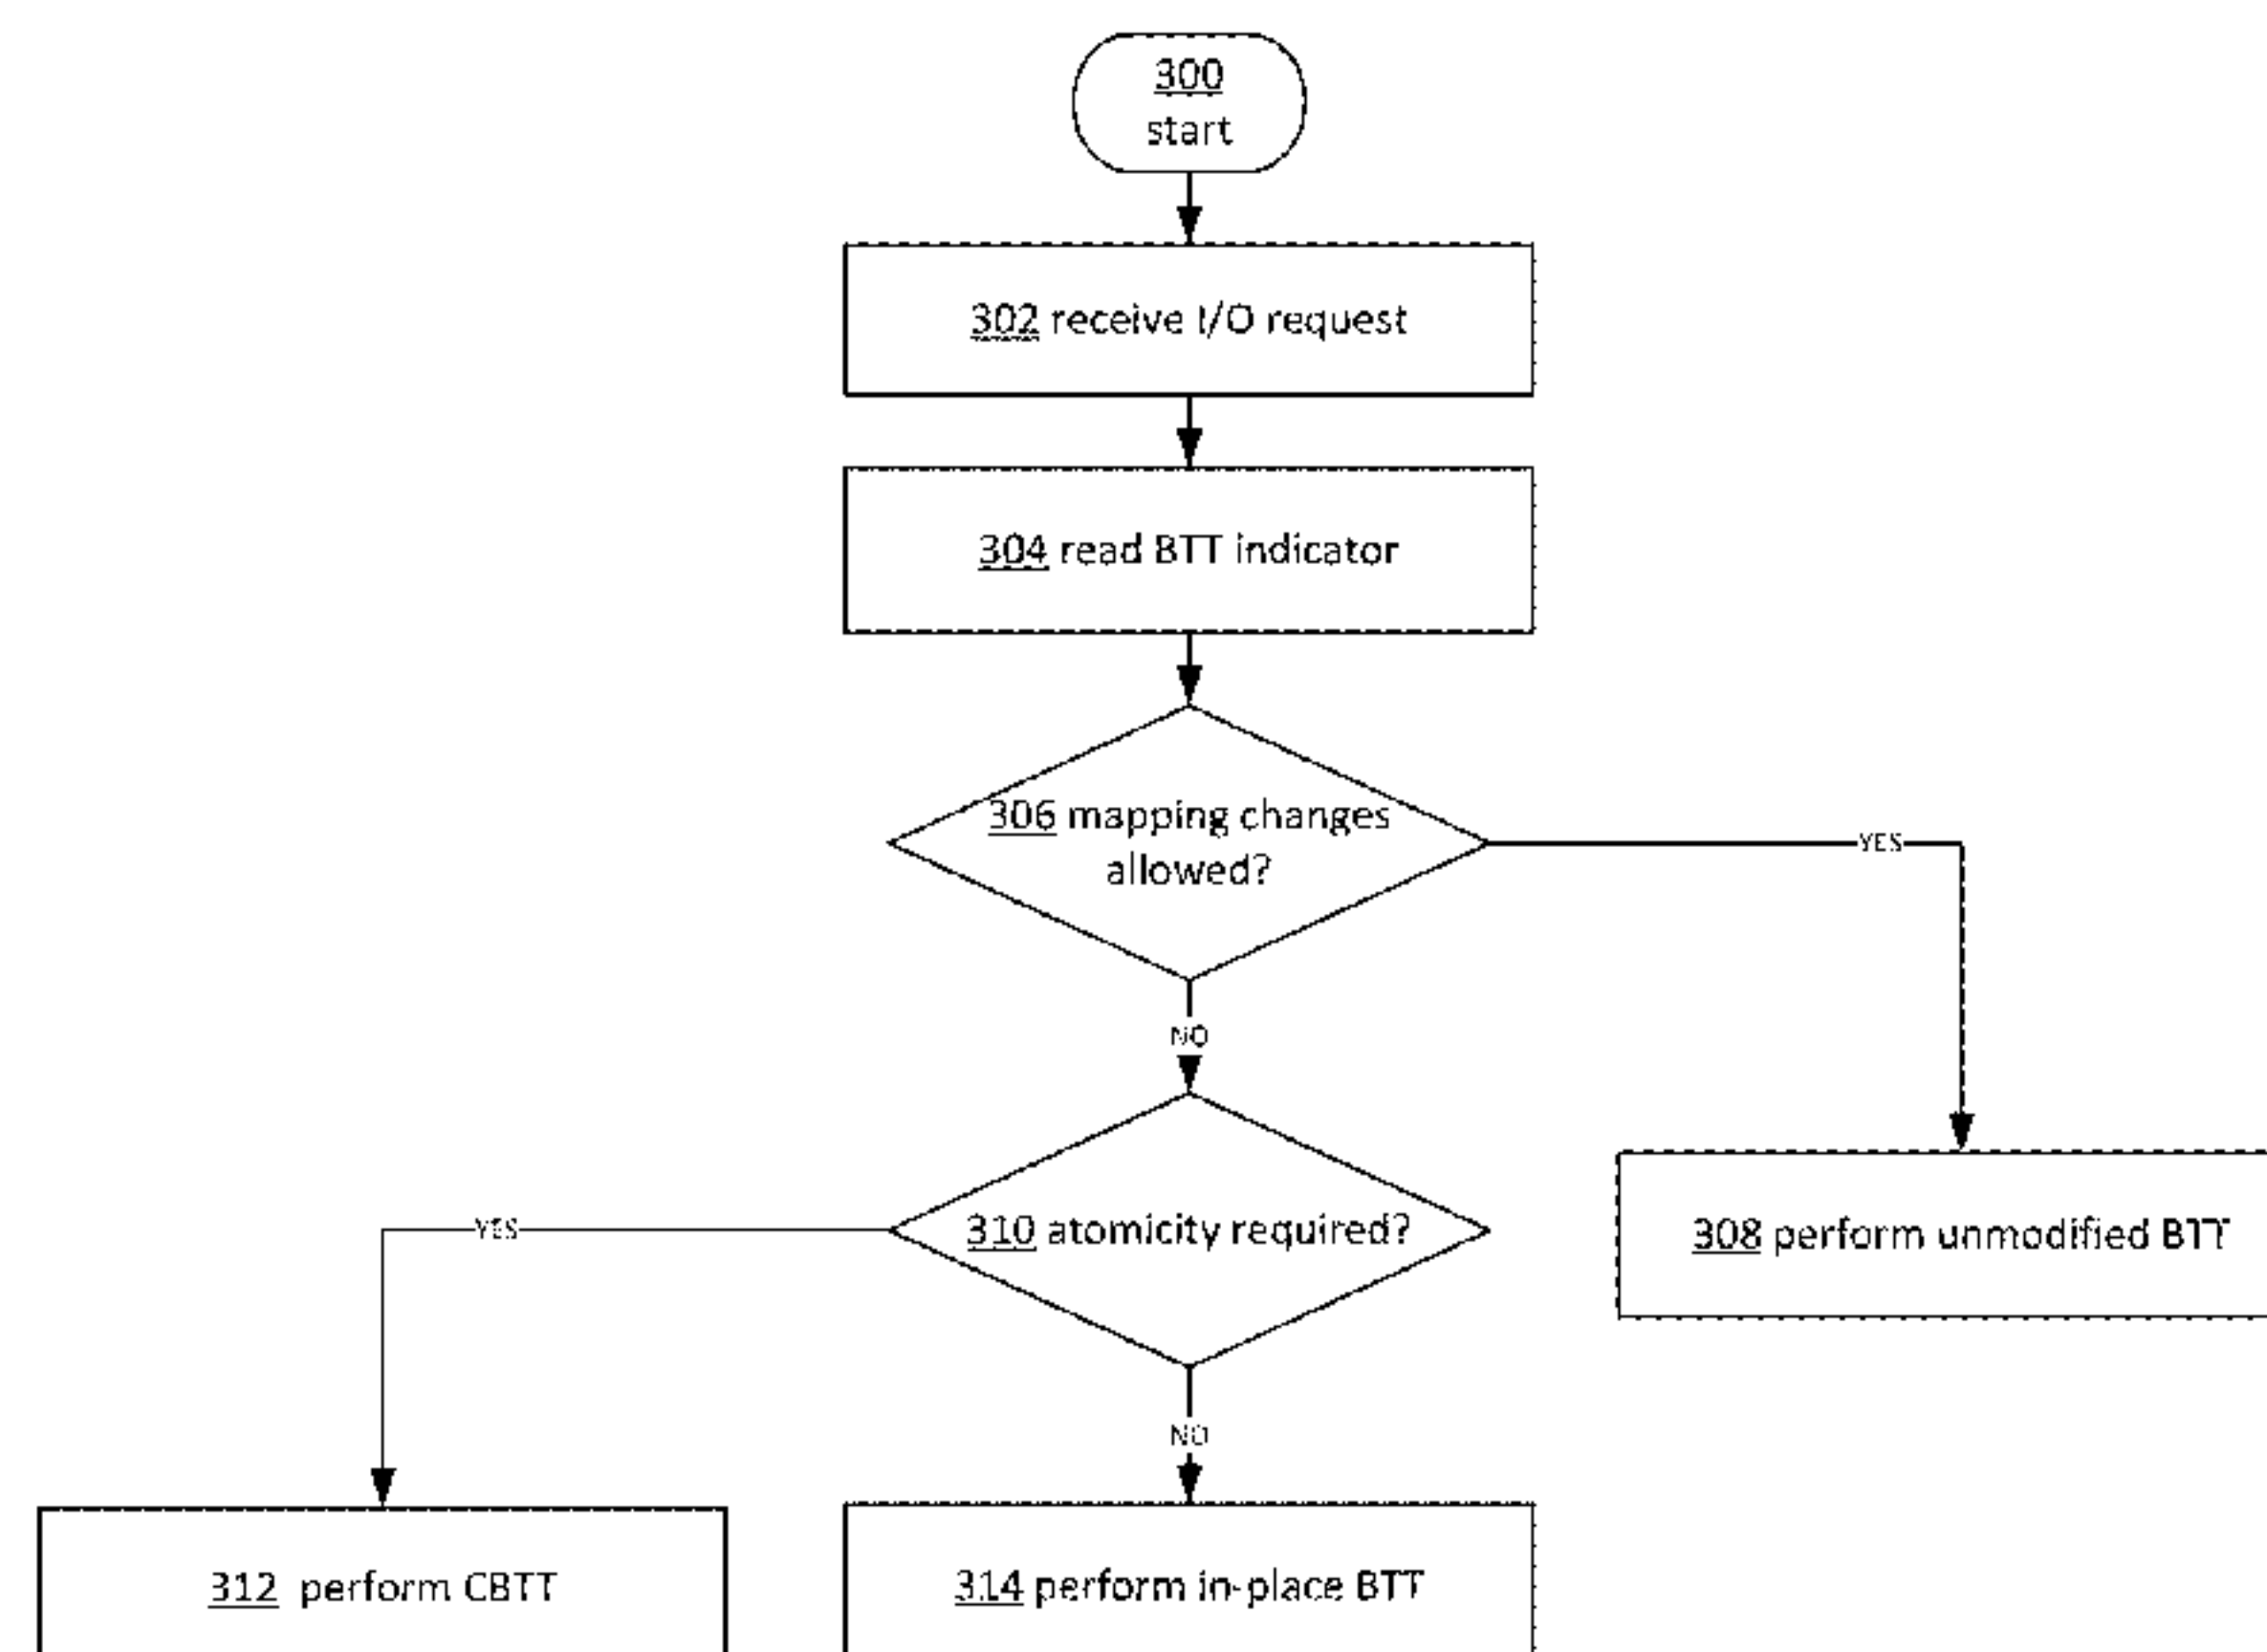 300
start
302 receive I/O request
304 read BTT indicator
306 mapping changes
allowed?
YES
NO
310 atomicity required?
YES
308 perform unmodified BTT
NO
312 perform CBTT
314 perform in-place BTT